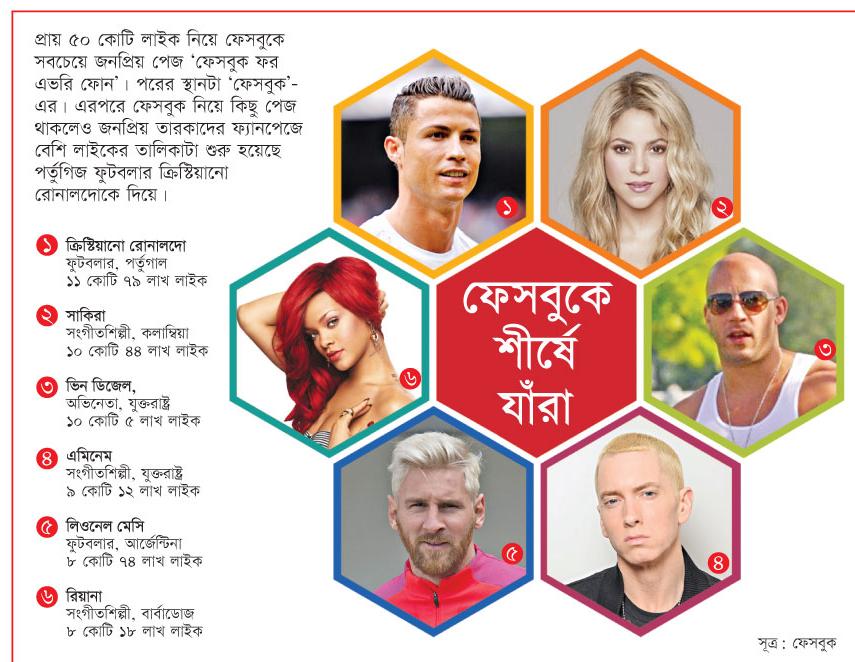 প্রায় ৫০ কোটি লাইক নিয়ে ফেসবুকে
সবচেয়ে জনপ্রিয় পেজ ‘ফেসবুক ফর
এভরি ফোন’। পরের স্থানটা ‘ফেসবুক’-
এর। এরপরে ফেসবুক নিয়ে কিছু পেজ
থাকলেও জনপ্রিয় তারকাদের ফ্যানপেজে
বেশি লাইকের তালিকাটা শুরু হয়েছে
পর্তুগিজ ফুটবলার ক্রিস্টিয়ানো
রোনালদোকে দিয়ে।
১ ক্রিস্টিয়ানো রোনালদো
ফুটবলার, পর্তুগাল
১১ কোটি ৭৯ লাখ লাইক
২ সাকিরা
সংগীতশিল্পী, কলাম্বিয়া
১০ কোটি ৪৪ লাখ লাইক
৩ ভিন ডিজেল,
অভিনেতা, যুক্তরাষ্ট্র
১০ কোটি ৫ লাখ লাইক
৪ এমিনেম
সংগীতশিল্পী, যুক্তরাষ্ট্র
৯ কোটি ১২ লাখ লাইক
৫ লিওনেল মেসি
ফুটবলার, আর্জেন্টিনা
৮ কোটি ৭৪ লাখ লাইক
৬ রিয়ানা
সংগীতশিল্পী, বার্বাডোজ
৮ কোটি ১৮ লাখ লাইক
ফেসবুকে
শীর্ষে
যাঁরা
১
২
৩
৪
৫
৬
সূত্র : ফেসবুক